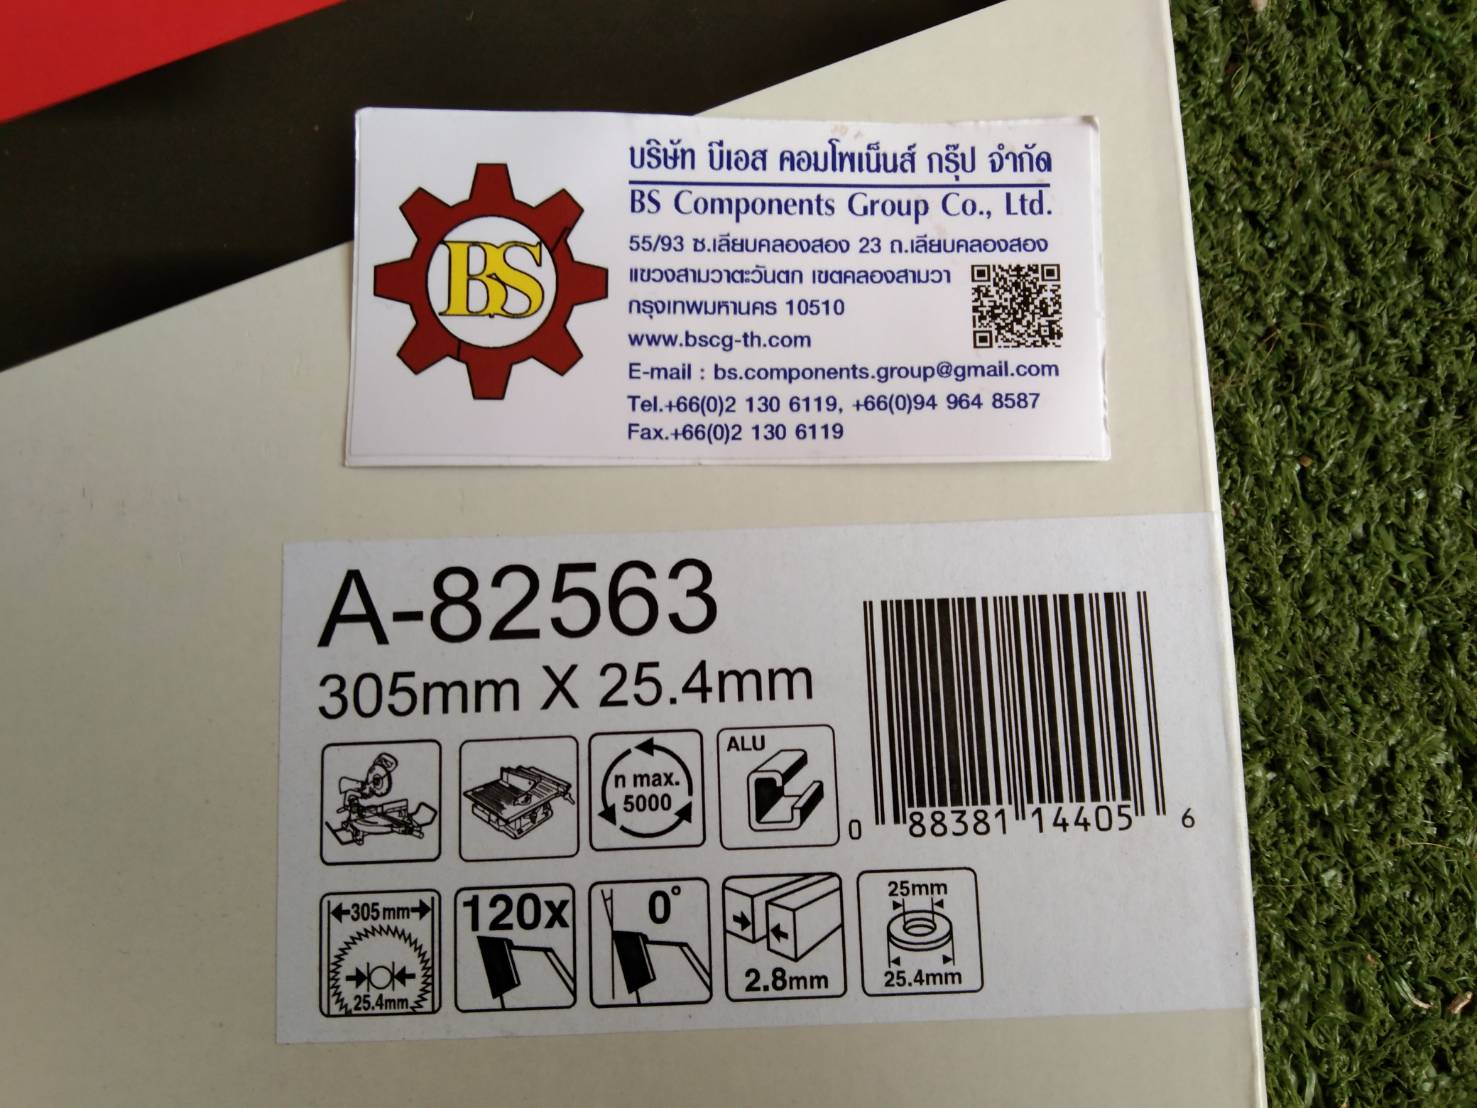 BS
บริษัท บีเอส คอมโพเน็นส์ กรุ๊ป จำกัด
BS Components Group Co., Ltd.
55/93 ซ.เลียบคลองสอง 23 ถ.เลียบคลองสอง
แขวงสามวาตะวันตก เขตคลองสามวา
กรุงเทพมหานคร 10510
www.bscg-th.com
E-mail : bs.components.group@gmail.com
Tel.+66(0)2 130 6119, +66(0)94 964 8587
Fax.+66(0)2 130 6119
A-82563
305mm X 25.4mm
n max.
5000
ALU
0 88381 14405 6
305mm
25.4mm
120x
0°
2.8mm
25mm
25.4mm